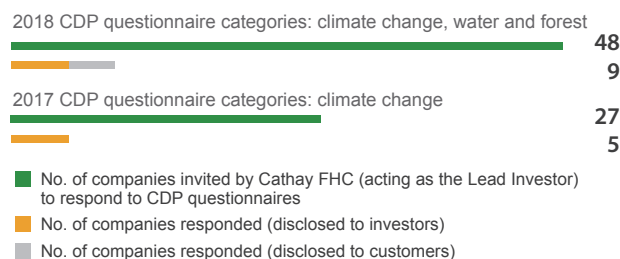 2018 CDP questionnaire categories: climate change, water and forest
48
9
2017 CDP questionnaire categories: climate change
27
5
No. of companies invited by Cathay FHC (acting as the Lead Investor)
to respond to CDP questionnaires
No. of companies responded (disclosed to investors)
No. of companies responded (disclosed to customers)